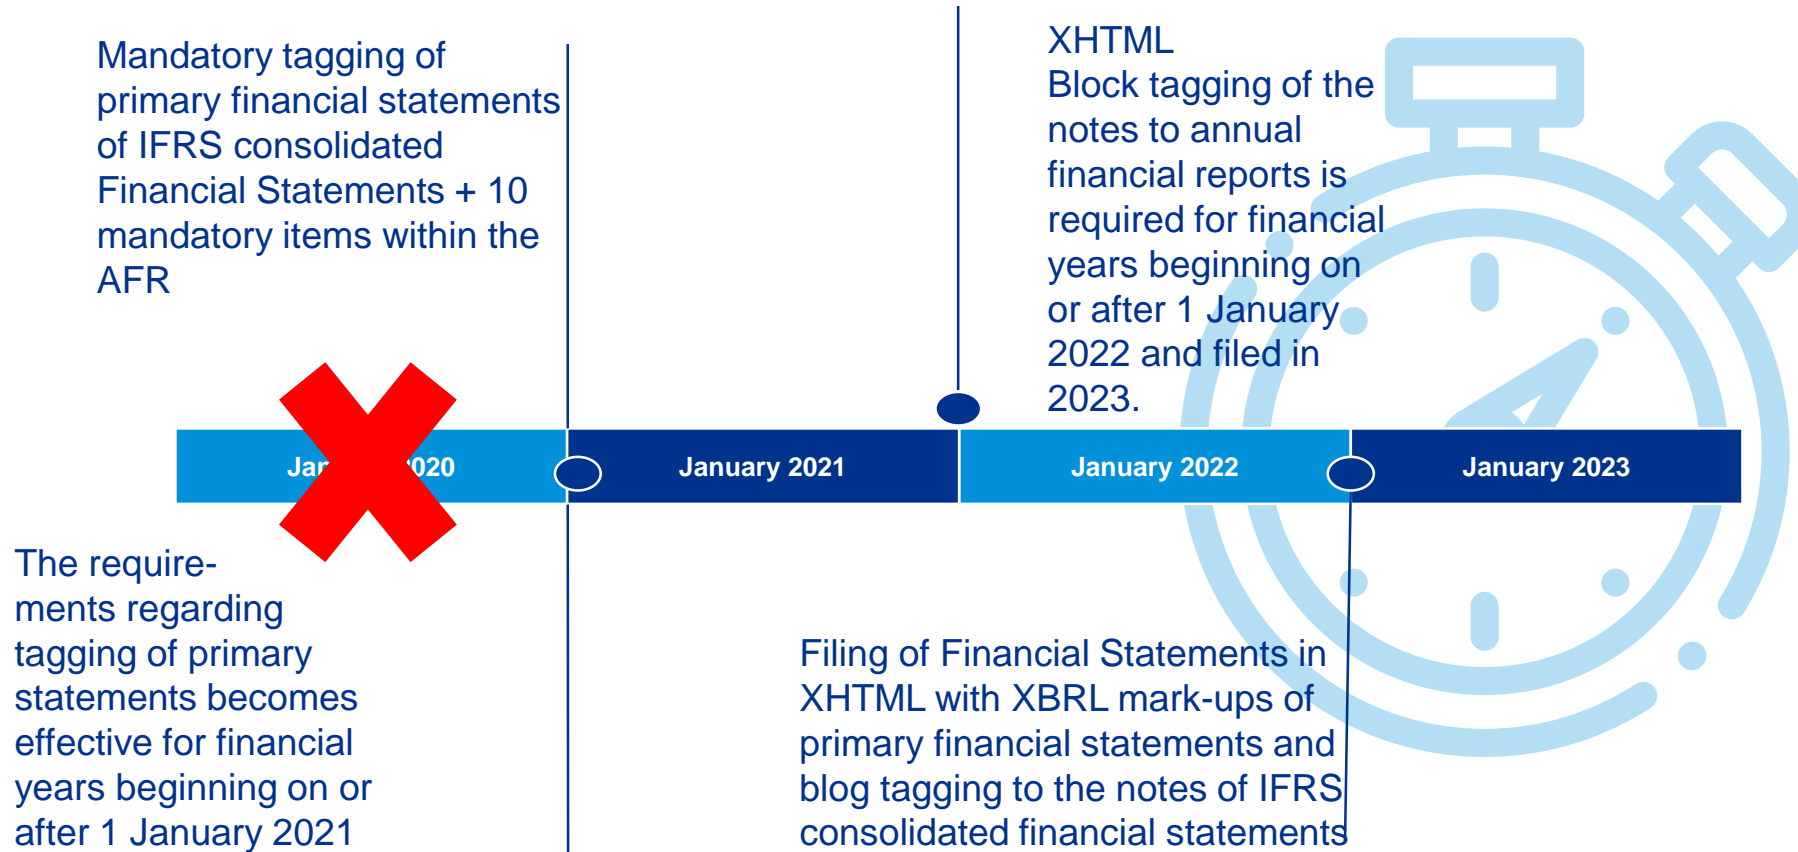 Mandatory tagging of
primary financial statements
of IFRS consolidated
Financial Statements + 10
mandatory items within the
AFR
XHTML
Block tagging of the
notes to annual
financial reports is
required for financial
years beginning on
or after 1 January
2022 and filed in
2023.
January 2021
January 2022
January 2023
The require-
ments regarding
tagging of primary
statements becomes
effective for financial
years beginning on or
after 1 January 2021
Filing of Financial Statements in
XHTML with XBRL mark-ups of
primary financial statements and
blog tagging to the notes of IFRS
consolidated financial statements